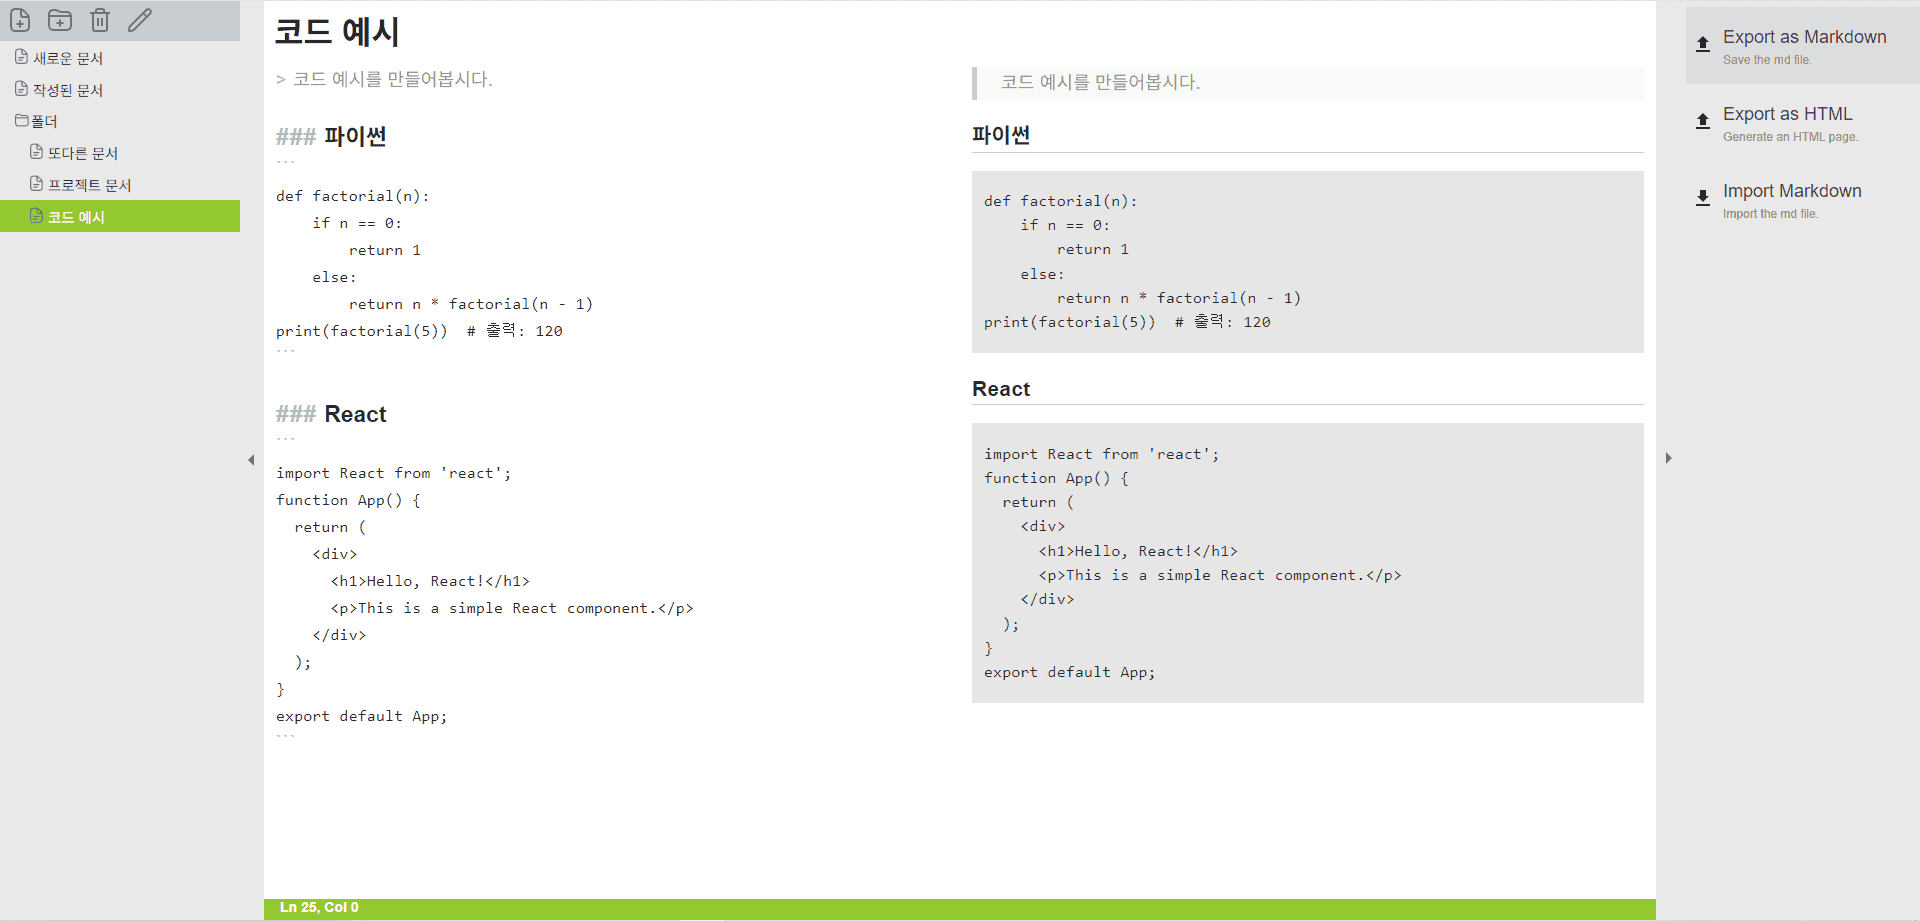 새로운 문서
작성된 문서
폴더
또다른 문서
프로젝트 문서
코드 예시
코드 예시
> 코드 예시를 만들어봅시다.
### 파이썬
```
def factorial(n):
    if n == 0:
        return 1
    else:
        return n * factorial(n - 1)
print(factorial(5))  # 출력: 120
```
### React
```
import React from 'react';
function App() {
  return (
    <div>
      <h1>Hello, React!</h1>
      <p>This is a simple React component.</p>
    </div>
  );
}
export default App;
```
코드 예시를 만들어봅시다.
파이썬
def factorial(n):
    if n == 0:
        return 1
    else:
        return n * factorial(n - 1)
print(factorial(5))  # 출력: 120
React
import React from 'react';
function App() {
  return (
    <div>
      <h1>Hello, React!</h1>
      <p>This is a simple React component.</p>
    </div>
  );
}
export default App;
Export as Markdown
Save the md file.
Export as HTML
Generate an HTML page.
Import Markdown
Import the md file.
Ln 25, Col 0